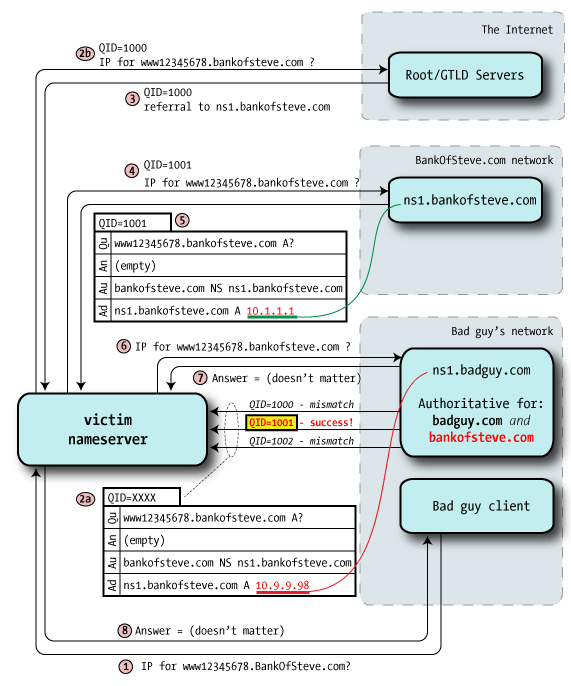 The Internet
2b
QID=1000
IP for www12345678.bankofsteve.com ?
Root/GTLD Servers
3
QID=1000
referral to ns1.bankofsteve.com
BankOfSteve.com network
4
QID=1001
IP for www12345678.bankofsteve.com ?
ns1.bankofsteve.com
5
QID=1001
Qu www12345678.bankofsteve.com A?
An (empty)
Au bankofsteve.com NS ns1.bankofsteve.com
Ad ns1.bankofsteve.com A 10.1.1.1
Bad guy's network
6 IP for www12345678.bankofsteve.com ?
7 Answer = (doesn't matter)
ns1.badguy.com
Authoritative for:
badguy.com and
bankofsteve.com
QID=1000 - mismatch
QID=1001 - success!
QID=1002 - mismatch
victim
nameserver
2a
QID=XXXX
Qu www12345678.bankofsteve.com A?
An (empty)
Au bankofsteve.com NS ns1.bankofsteve.com
Ad ns1.bankofsteve.com A 10.9.9.98
Bad guy client
8 Answer = (doesn't matter)
1 IP for www12345678.BankOfSteve.com?